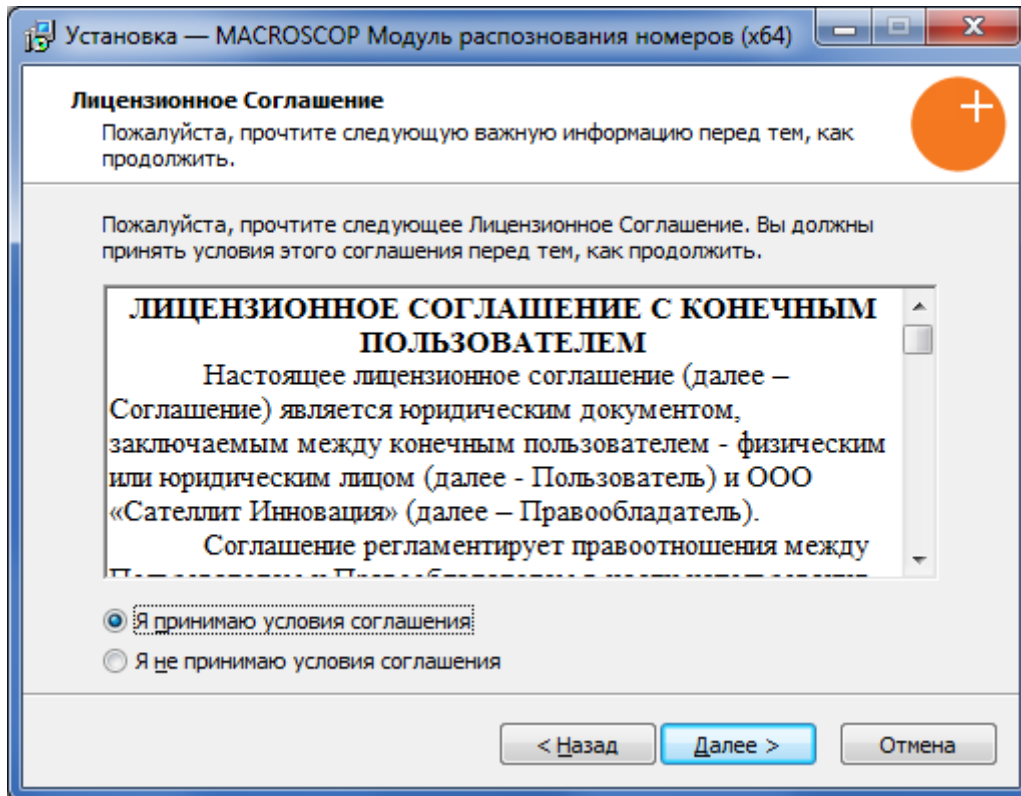 Установка — MACROSCOP Модуль распознования номеров (x64)
Лицензионное Соглашение
Пожалуйста, прочтите следующую важную информацию перед тем, как
продолжить.
Пожалуйста, прочтите следующее Лицензионное Соглашение. Вы должны
принять условия этого соглашения перед тем, как продолжить.
ЛИЦЕНЗИОННОЕ СОГЛАШЕНИЕ С КОНЕЧНЫМ
ПОЛЬЗОВАТЕЛЕМ
Настоящее лицензионное соглашение (далее –
Соглашение) является юридическим документом,
заключаемым между конечным пользователем - физическим
или юридическим лицом (далее - Пользователь) и ООО
«Сателлит Инновация» (далее – Правообладатель).
Соглашение регламентирует правоотношения между
Я принимаю условия соглашения
Я не принимаю условия соглашения
< Назад Далее > Отмена